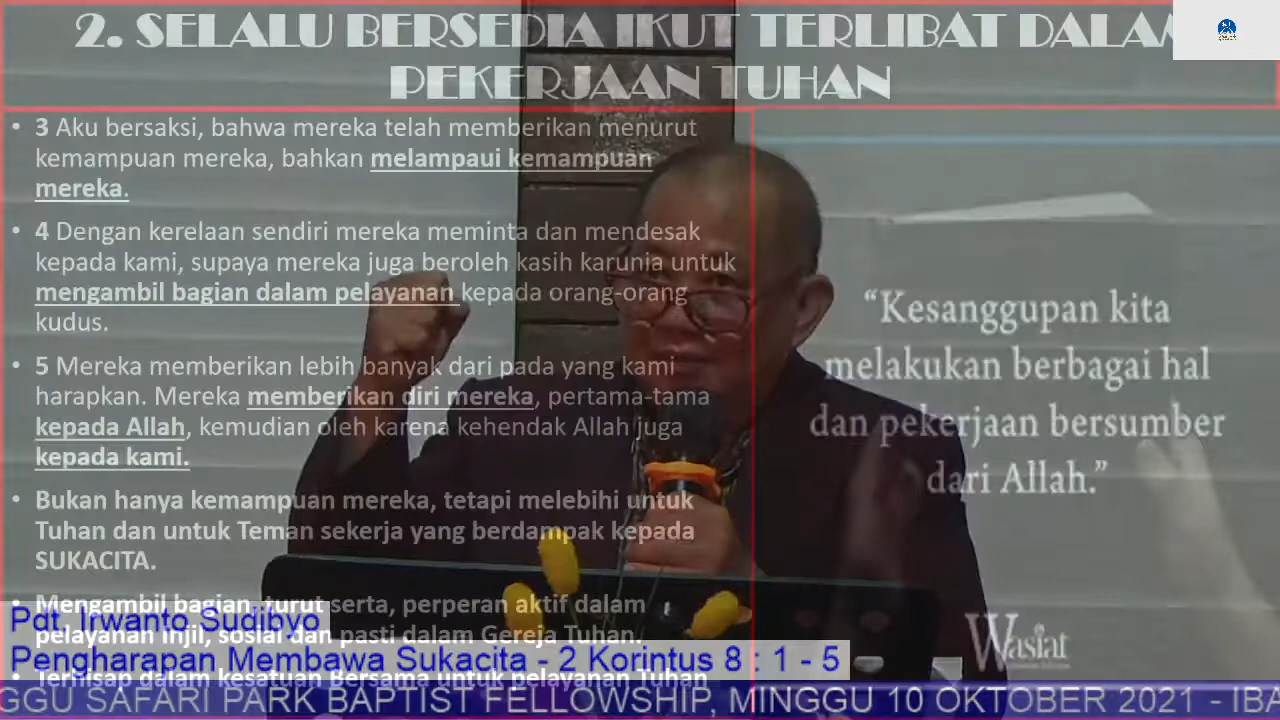 2. SELALU BERSEDIA IKUT TERLIBAT DALAM
PEKERJAAN TUHAN
• 3 Aku bersaksi, bahwa mereka telah memberikan menurut
kemampuan mereka, bahkan melampaui kemampuan
mereka.
• 4 Dengan kerelaan sendiri mereka meminta dan mendesak
kepada kami, supaya mereka juga beroleh kasih karunia untuk
mengambil bagian dalam pelayanan kepada orang-orang
kudus.
• 5 Mereka memberikan lebih banyak dari pada yang kami
harapkan. Mereka memberikan diri mereka, pertama-tama
kepada Allah, kemudian oleh karena kehendak Allah juga
kepada kami.
• Bukan hanya kemampuan mereka, tetapi melebihi untuk
Tuhan dan untuk Teman sekerja yang berdampak kepada
SUKACITA.
• Mengambil bagian, turut serta, perperan aktif dalam
pelayanan Injil, sosial dan pasti dalam Gereja Tuhan.
• Terhisap dalam kesatuan Bersama untuk pelayanan Tuhan
“Kesanggupan kita
melakukan berbagai hal
dan pekerjaan bersumber
dari Allah.”
Wasiat
Pdt. Irwanto Sudibyo
Pengharapan Membawa Sukacita - 2 Korintus 8 : 1 - 5
GGU SAFARI PARK BAPTIST FELLOWSHIP, MINGGU 10 OKTOBER 2021 - IBA